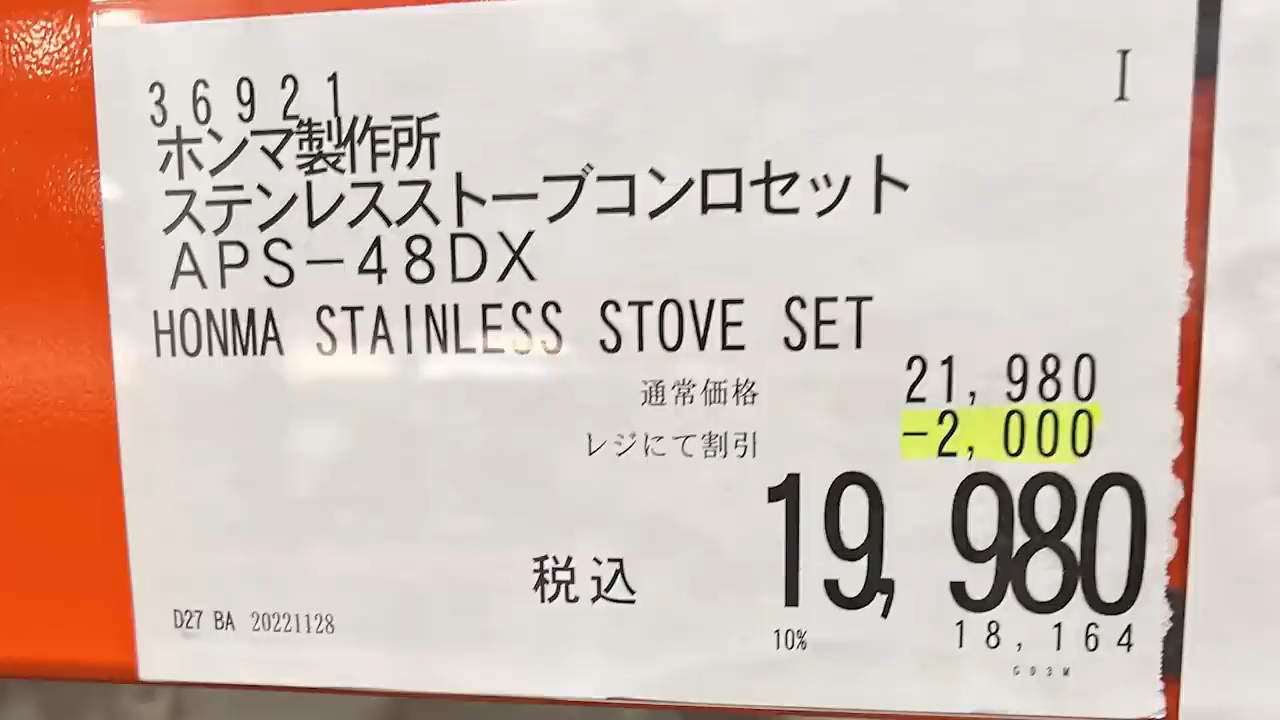 I
36921
ホンマ製作所
ステンレスストーブコンロセット
APS-48DX
HONMA STAINLESS STOVE SET
通常価格 21,980
レジにて割引 -2,000
税込 19,980
10% 18,164
D27 BA 20221128